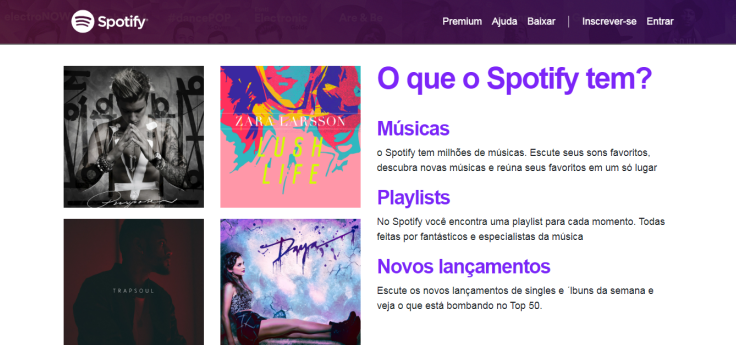 Spotify
Premium Ajuda Baixar | Inscrever-se Entrar
O que o Spotify tem?
ZARA LARSSON
LUSH
LIFE
Músicas
o Spotify tem milhões de músicas. Escute seus sons favoritos,
descubra novas músicas e reúna seus favoritos em um só lugar
Purpose
Playlists
No Spotify você encontra uma playlist para cada momento. Todas
feitas por fantásticos e especialistas da música
Daya
TRAPSOUL
Novos lançamentos
Escute os novos lançamentos de singles e ´lbuns da semana e
veja o que está bombando no Top 50.